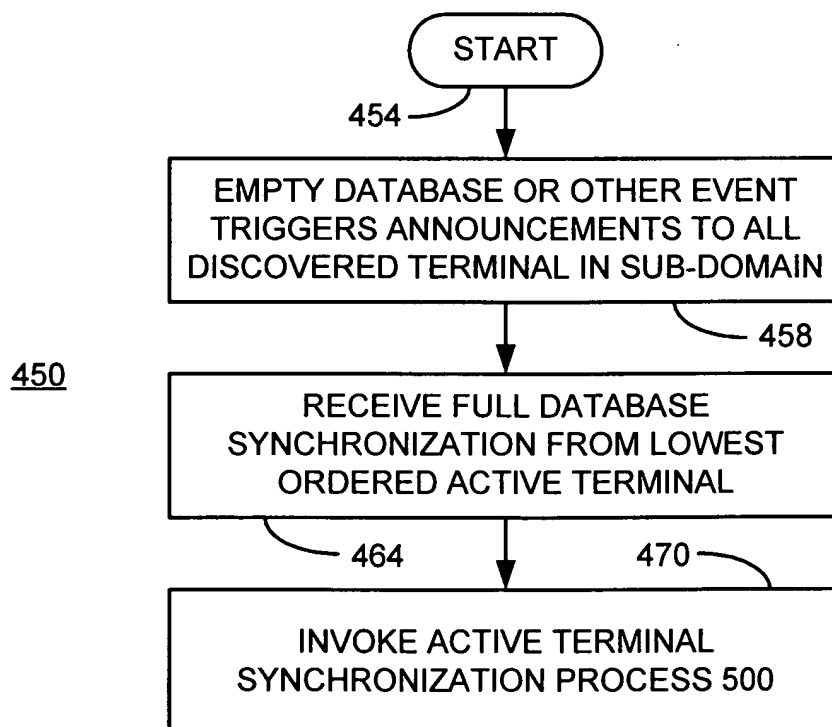 START
454
EMPTY DATABASE OR OTHER EVENT
TRIGGERS ANNOUNCEMENTS TO ALL
DISCOVERED TERMINAL IN SUB-DOMAIN
458
450
RECEIVE FULL DATABASE
SYNCHRONIZATION FROM LOWEST
ORDERED ACTIVE TERMINAL
464
470
INVOKE ACTIVE TERMINAL
SYNCHRONIZATION PROCESS 500